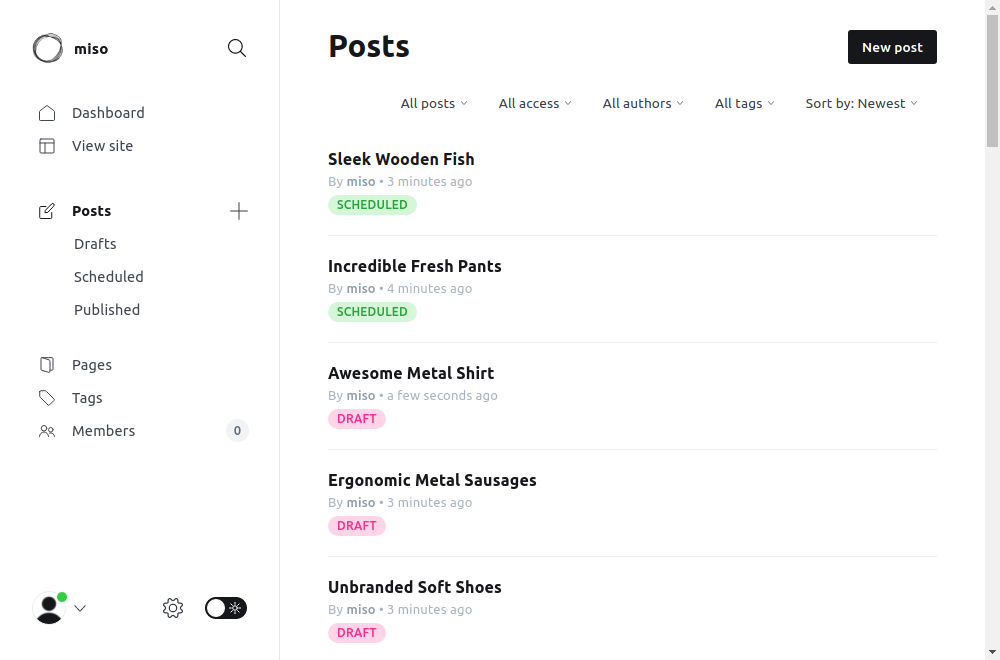 miso
Dashboard
View site
Posts
Drafts
Scheduled
Published
Pages
Tags
Members 0
Posts
New post
All posts All access All authors All tags Sort by: Newest
Sleek Wooden Fish
By miso • 3 minutes ago
SCHEDULED
Incredible Fresh Pants
By miso • 4 minutes ago
SCHEDULED
Awesome Metal Shirt
By miso • a few seconds ago
DRAFT
Ergonomic Metal Sausages
By miso • 3 minutes ago
DRAFT
Unbranded Soft Shoes
By miso • 3 minutes ago
DRAFT